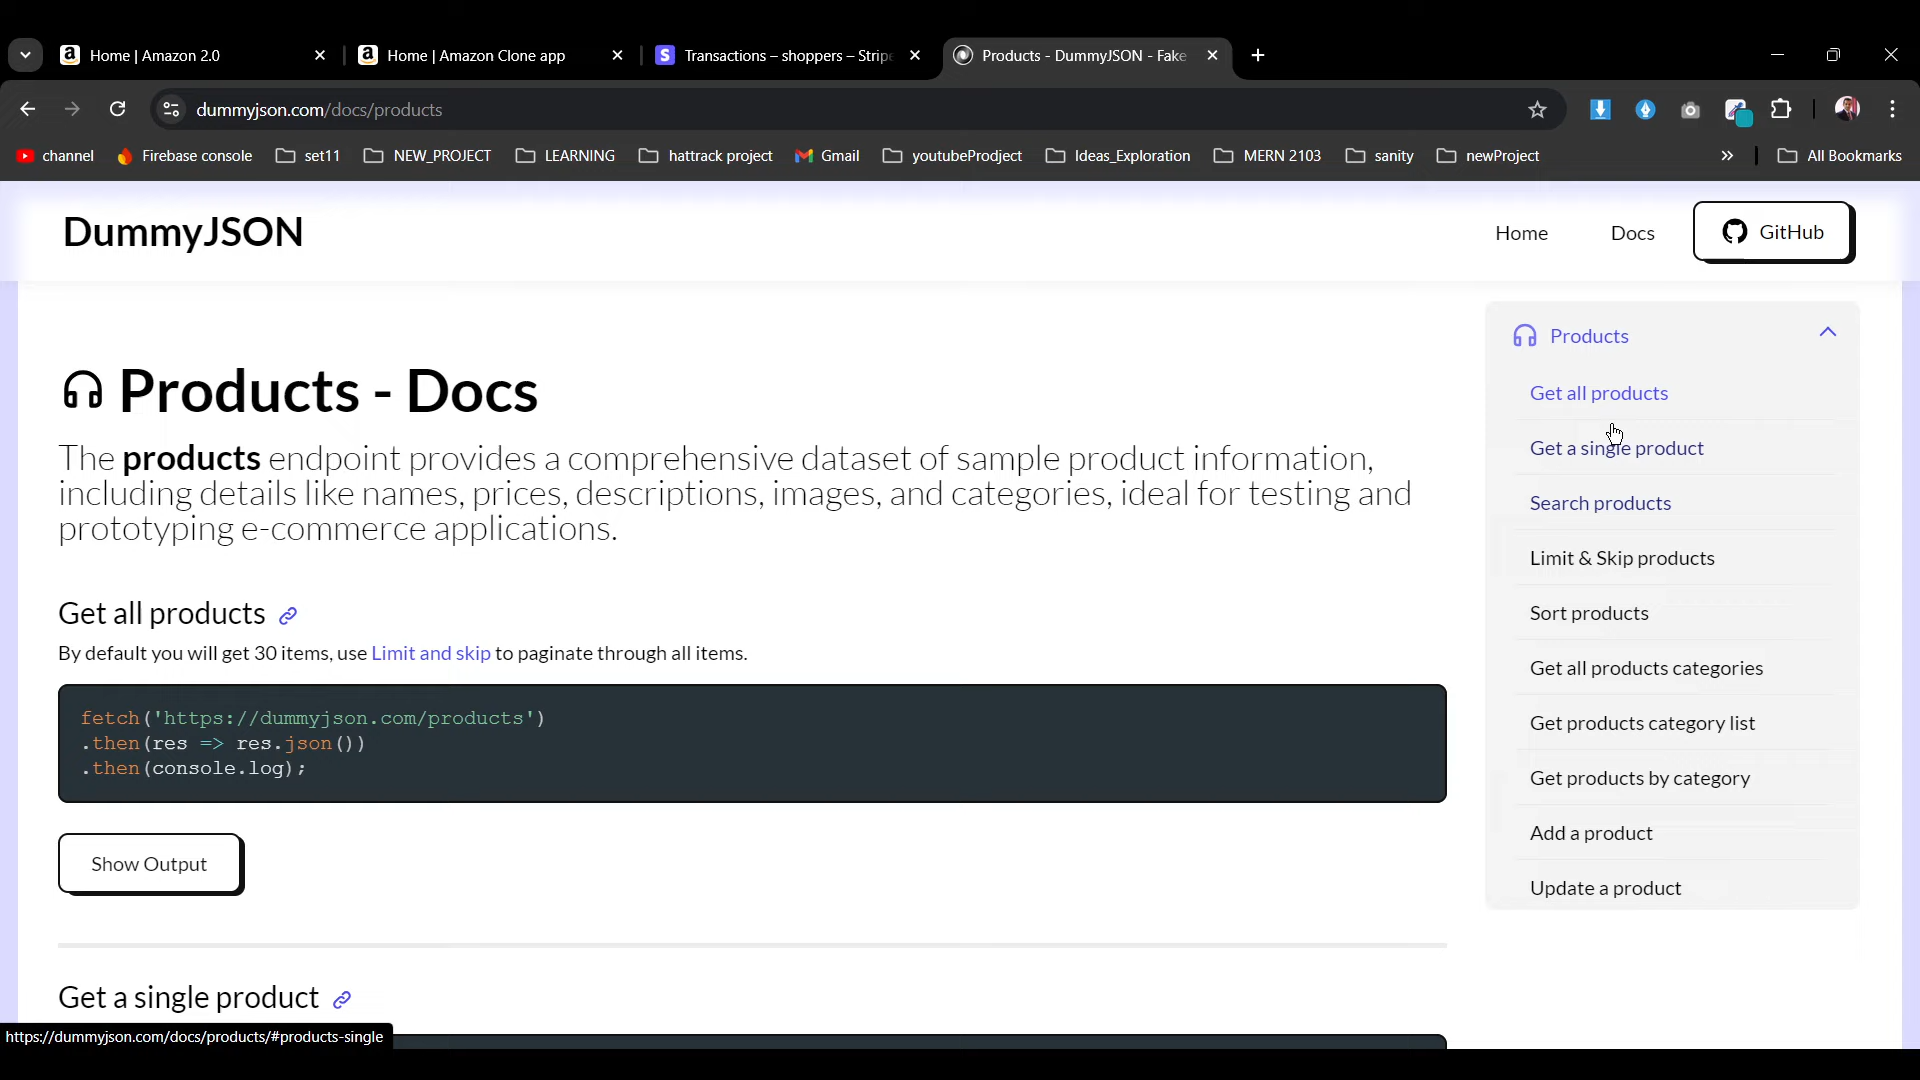 Home | Amazon 2.0
Home | Amazon Clone app
Transactions – shoppers – Stripe
Products - DummyJSON - Fake
dummyjson.com/docs/products
channel
Firebase console
set11
NEW_PROJECT
LEARNING
hattrack project
Gmail
youtubeProdject
Ideas_Exploration
MERN 2103
sanity
newProject
All Bookmarks
DummyJSON
Home
Docs
GitHub
Products - Docs
The products endpoint provides a comprehensive dataset of sample product information,
including details like names, prices, descriptions, images, and categories, ideal for testing and
prototyping e-commerce applications.
Get all products
By default you will get 30 items, use Limit and skip to paginate through all items.
fetch('https://dummyjson.com/products')
.then(res => res.json())
.then(console.log);
Show Output
Get a single product
Products
Get all products
Get a single product
Search products
Limit & Skip products
Sort products
Get all products categories
Get products category list
Get products by category
Add a product
Update a product
https://dummyjson.com/docs/products/#products-single